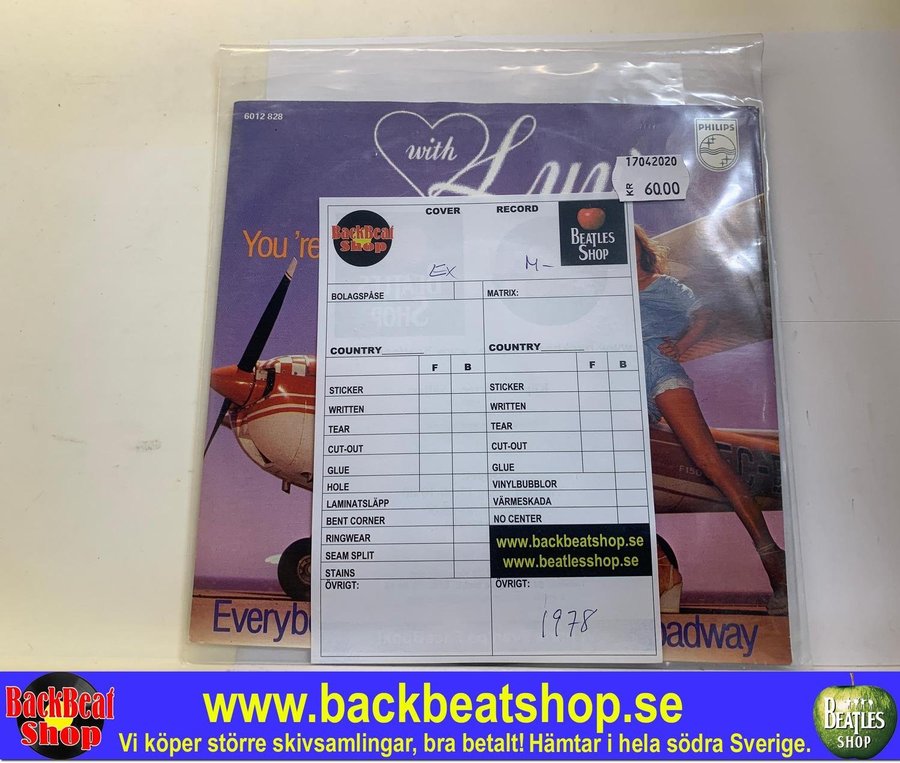 6012 828
with Luv'
PHILIPS
17042020
KR 60.00
You're
COVER RECORD
BackBeat Shop
BEATLES SHOP
EX M-
BOLAGSPÅSE MATRIX:
COUNTRY COUNTRY
F B F B
STICKER STICKER
WRITTEN WRITTEN
TEAR TEAR
CUT-OUT CUT-OUT
GLUE GLUE
HOLE VINYLBUBBLOR
LAMINATSLÄPP VÄRMESKADA
BENT CORNER NO CENTER
RINGWEAR www.backbeatshop.se
SEAM SPLIT www.beatlesshop.se
STAINS
ÖVRIGT: ÖVRIGT:
1978
Everyb oadway
BackBeat Shop
www.backbeatshop.se
Vi köper större skivsamlingar, bra betalt! Hämtar i hela södra Sverige.
BEATLES SHOP